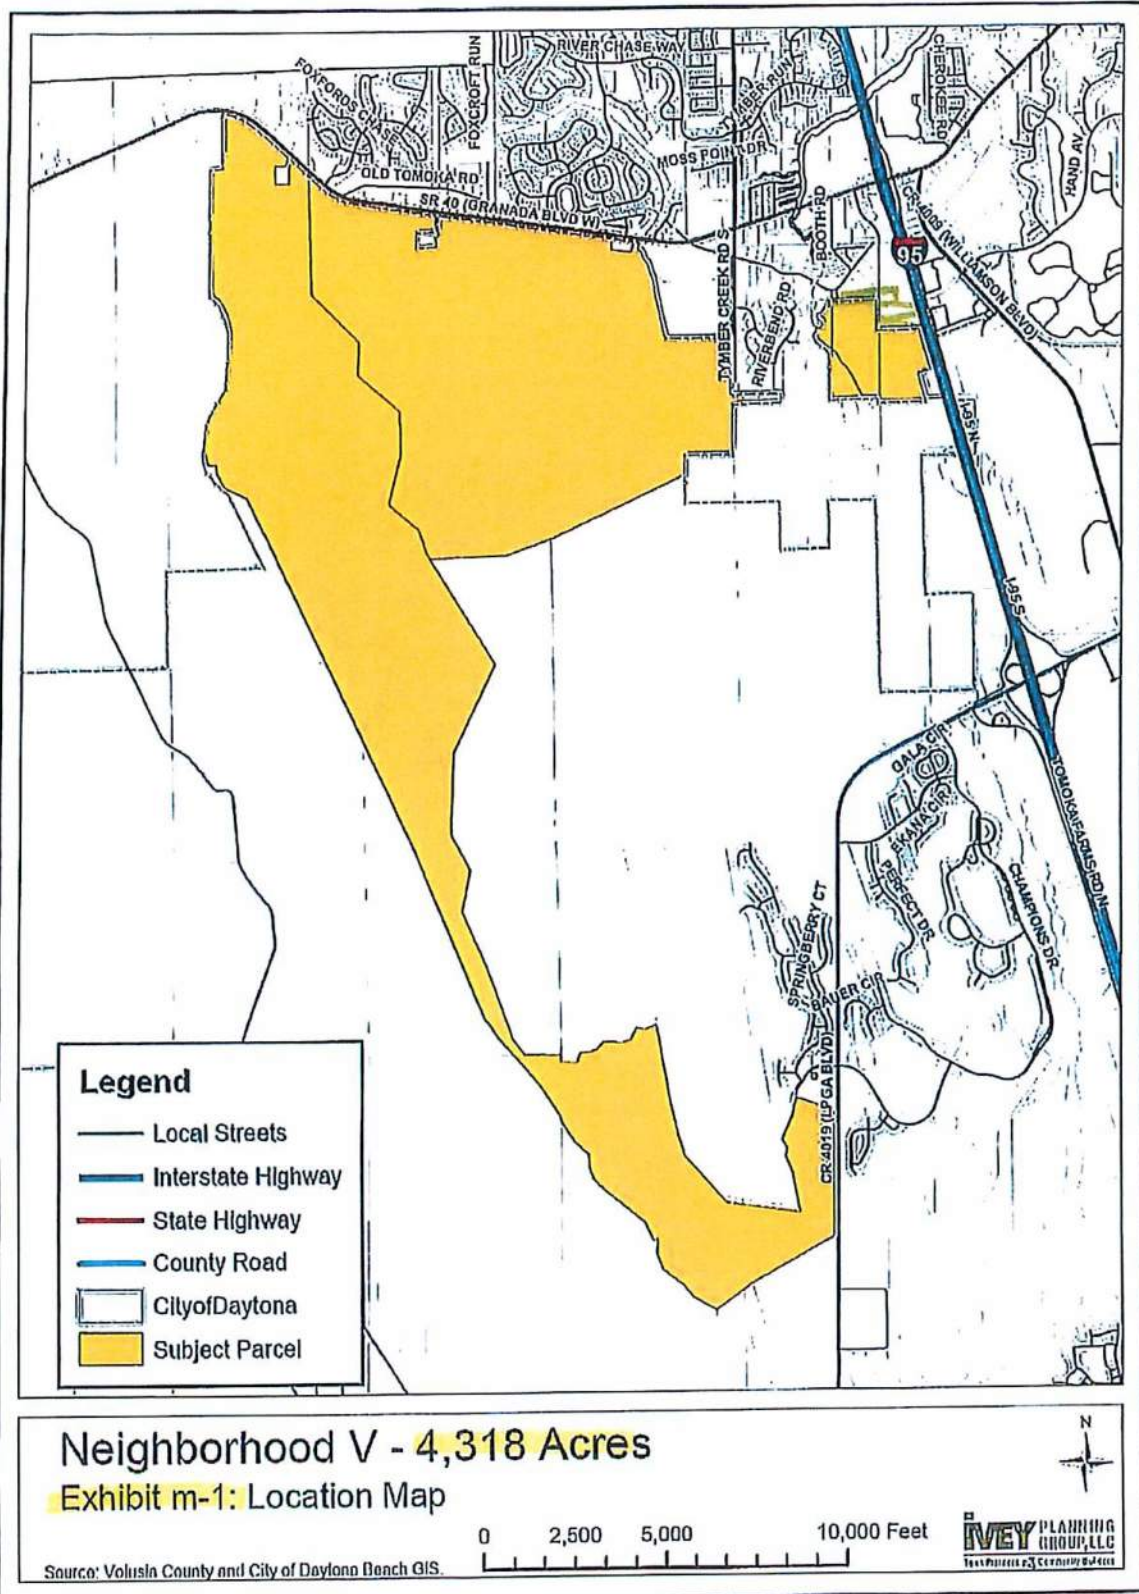 RIVER CHASE WAY
FOXCROFT RUN
FOXFORDS CHASE
CHEROKEE RD
HAND AV
MOSS POINT DR
OLD TOMOKA RD
SR 40 (GRANADA BLVD W)
BOOTH RD
CR-4009 (WILLIAMSON BLVD)
95
TYMBER CREEK RD S
RIVERBEND RD
I-95 N
I-95 S
GALA CIR
EKANA CIR
PERFECT DR
CHAMPIONS DR
TOMOKA FARMS RD N
SPRINGBERRY CT
BAUER CIR
CR 4019 (LPGA BLVD)
Legend
Local Streets
Interstate Highway
State Highway
County Road
CityofDaytona
Subject Parcel
Neighborhood V - 4,318 Acres
Exhibit m-1: Location Map
N
0 2,500 5,000 10,000 Feet
IVEY PLANNING GROUP, LLC
Source: Volusia County and City of Daytona Beach GIS.